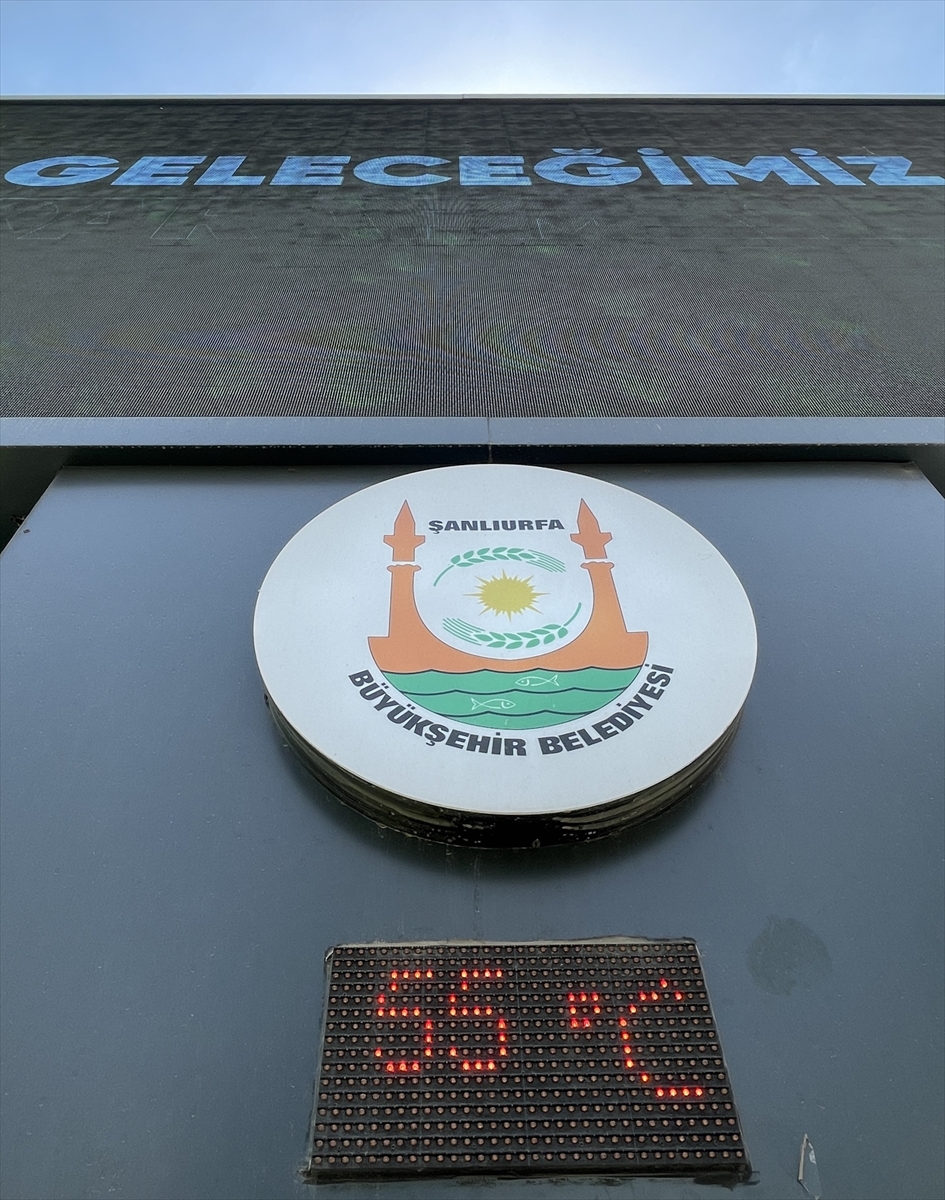 GELECEĞİMİZ
ŞANLIURFA
BÜYÜKŞEHİR BELEDİYESİ
55 °C